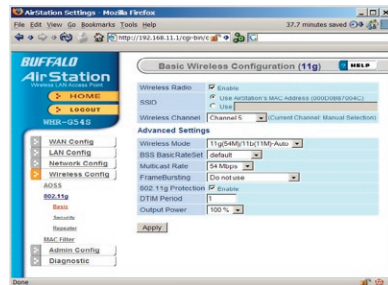 AirStation Settings - Mozilla Firefox
File Edit View Go Bookmarks Tools Help
37.7 minutes saved
http://192.168.11.1/cgi-bin/c
BUFFALO
AirStation
Wireless LAN Access Point
HOME
LOGOUT
WHR-G54S
WAN Config
LAN Config
Network Config
Wireless Config
AOSS
802.11g
Basic
Security
Repeater
MAC Filter
Admin Config
Diagnostic
Basic Wireless Configuration (11g)
HELP
Wireless Radio Enable
SSID Use AirStation's MAC Address
Use
Wireless Channel Channel 5 (Current Channel: Manual Selection)
Advanced Settings
Wireless Mode 11g(54M)/11b(11M)-Auto
BSS BasicRateSet default
Multicast Rate 54 Mbps
FrameBursting Do not use
802.11g Protection Enable
DTIM Period 1
Output Power 100 %
Apply
Done